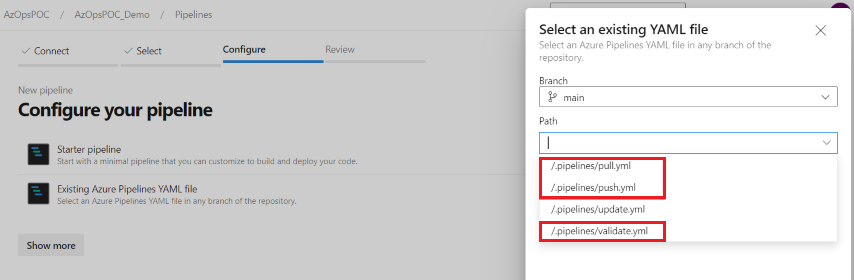 AzOpsPOC / AzOpsPOC_Demo / Pipelines
Connect Select Configure Review
New pipeline
Configure your pipeline
Starter pipeline
Start with a minimal pipeline that you can customize to build and deploy your code.
Existing Azure Pipelines YAML file
Select an Azure Pipelines YAML file in any branch of the repository.
Show more
Select an existing YAML file
Select an Azure Pipelines YAML file in any branch of the
repository.
Branch
main
Path
/.pipelines/pull.yml
/.pipelines/push.yml
/.pipelines/update.yml
/.pipelines/validate.yml